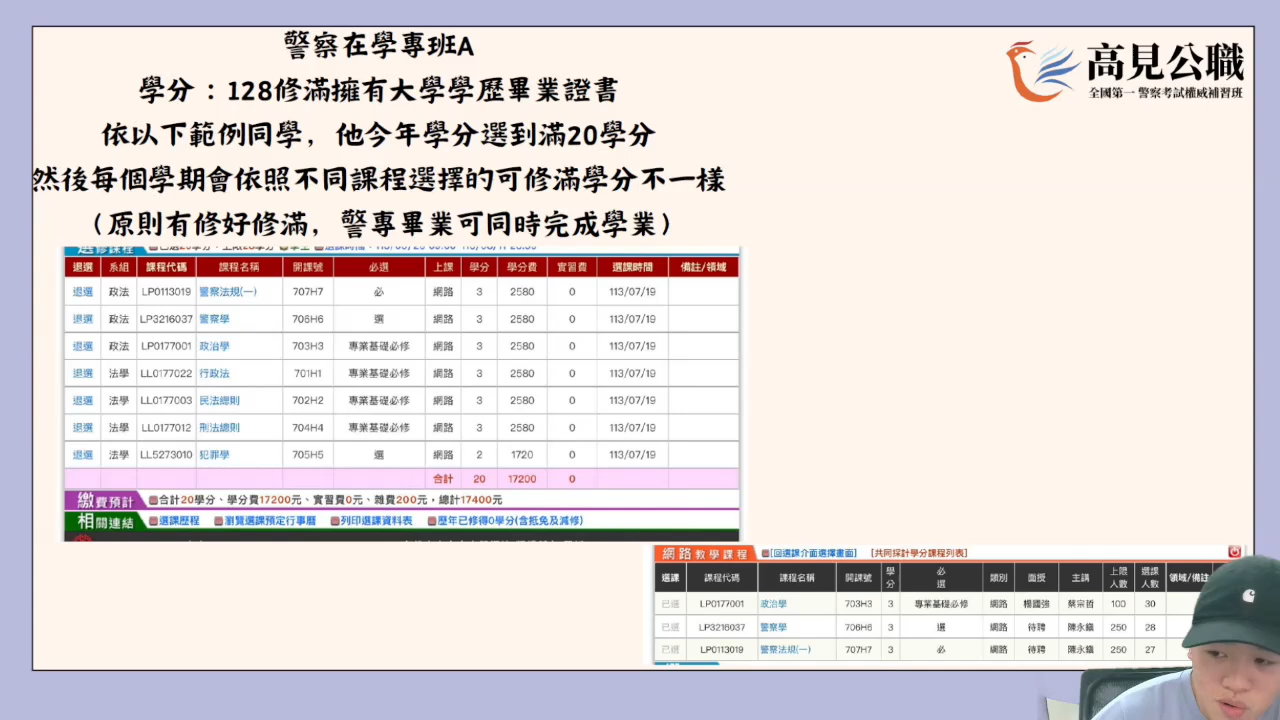 警察在學專班A
學分：128修滿擁有大學學歷畢業證書
依以下範例同學，他今年學分選到滿20學分
然後每個學期會依照不同課程選擇的可修滿學分不一樣
（原則有修好修滿，警專畢業可同時完成學業）
高見公職
全國第一 警察考試權威補習班
退選 系組 課程代碼 課程名稱 開課號 必選 上課 學分 學分費 實習費 選課時間 備註/領域
退選 政法 LP0113019 警察法規(一) 707H7 必 網路 3 2580 0 113/07/19
退選 政法 LP3216037 警察學 706H6 選 網路 3 2580 0 113/07/19
退選 政法 LP0177001 政治學 703H3 專業基礎必修 網路 3 2580 0 113/07/19
退選 法學 LL0177022 行政法 701H1 專業基礎必修 網路 3 2580 0 113/07/19
退選 法學 LL0177003 民法總則 702H2 專業基礎必修 網路 3 2580 0 113/07/19
退選 法學 LL0177012 刑法總則 704H4 專業基礎必修 網路 3 2580 0 113/07/19
退選 法學 LL5273010 犯罪學 705H5 選 網路 2 1720 0 113/07/19
合計 20 17200 0
繳費預計 合計20學分、學分費17200元、實習費0元、雜費200元，總計17400元
相關連結 選課歷程 瀏覽選課預定行事曆 列印選課資料表 歷年已修得0學分(含抵免及減修)
網路教學課程 [回選課介面選擇畫面] [共同採計學分課程列表]
選課 課程代碼 課程名稱 開課號 學分 必選 類別 面授 主講 上限人數 選課人數 領域/備註
已選 LP0177001 政治學 703H3 3 專業基礎必修 網路 楊國強 蔡宗哲 100 30
已選 LP3216037 警察學 706H6 3 選 網路 待聘 陳永鎮 250 28
已選 LP0113019 警察法規(一) 707H7 3 必 網路 待聘 陳永鎮 250 27